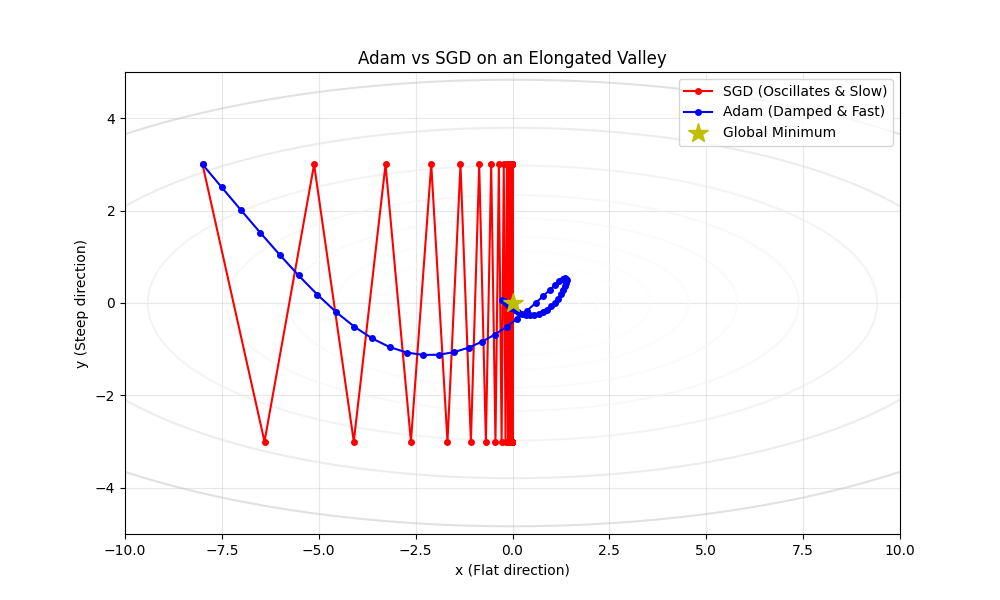 Adam vs SGD on an Elongated Valley
SGD (Oscillates & Slow)
Adam (Damped & Fast)
Global Minimum
y (Steep direction)
4
2
0
−2
−4
−10.0 −7.5 −5.0 −2.5 0.0 2.5 5.0 7.5 10.0
x (Flat direction)